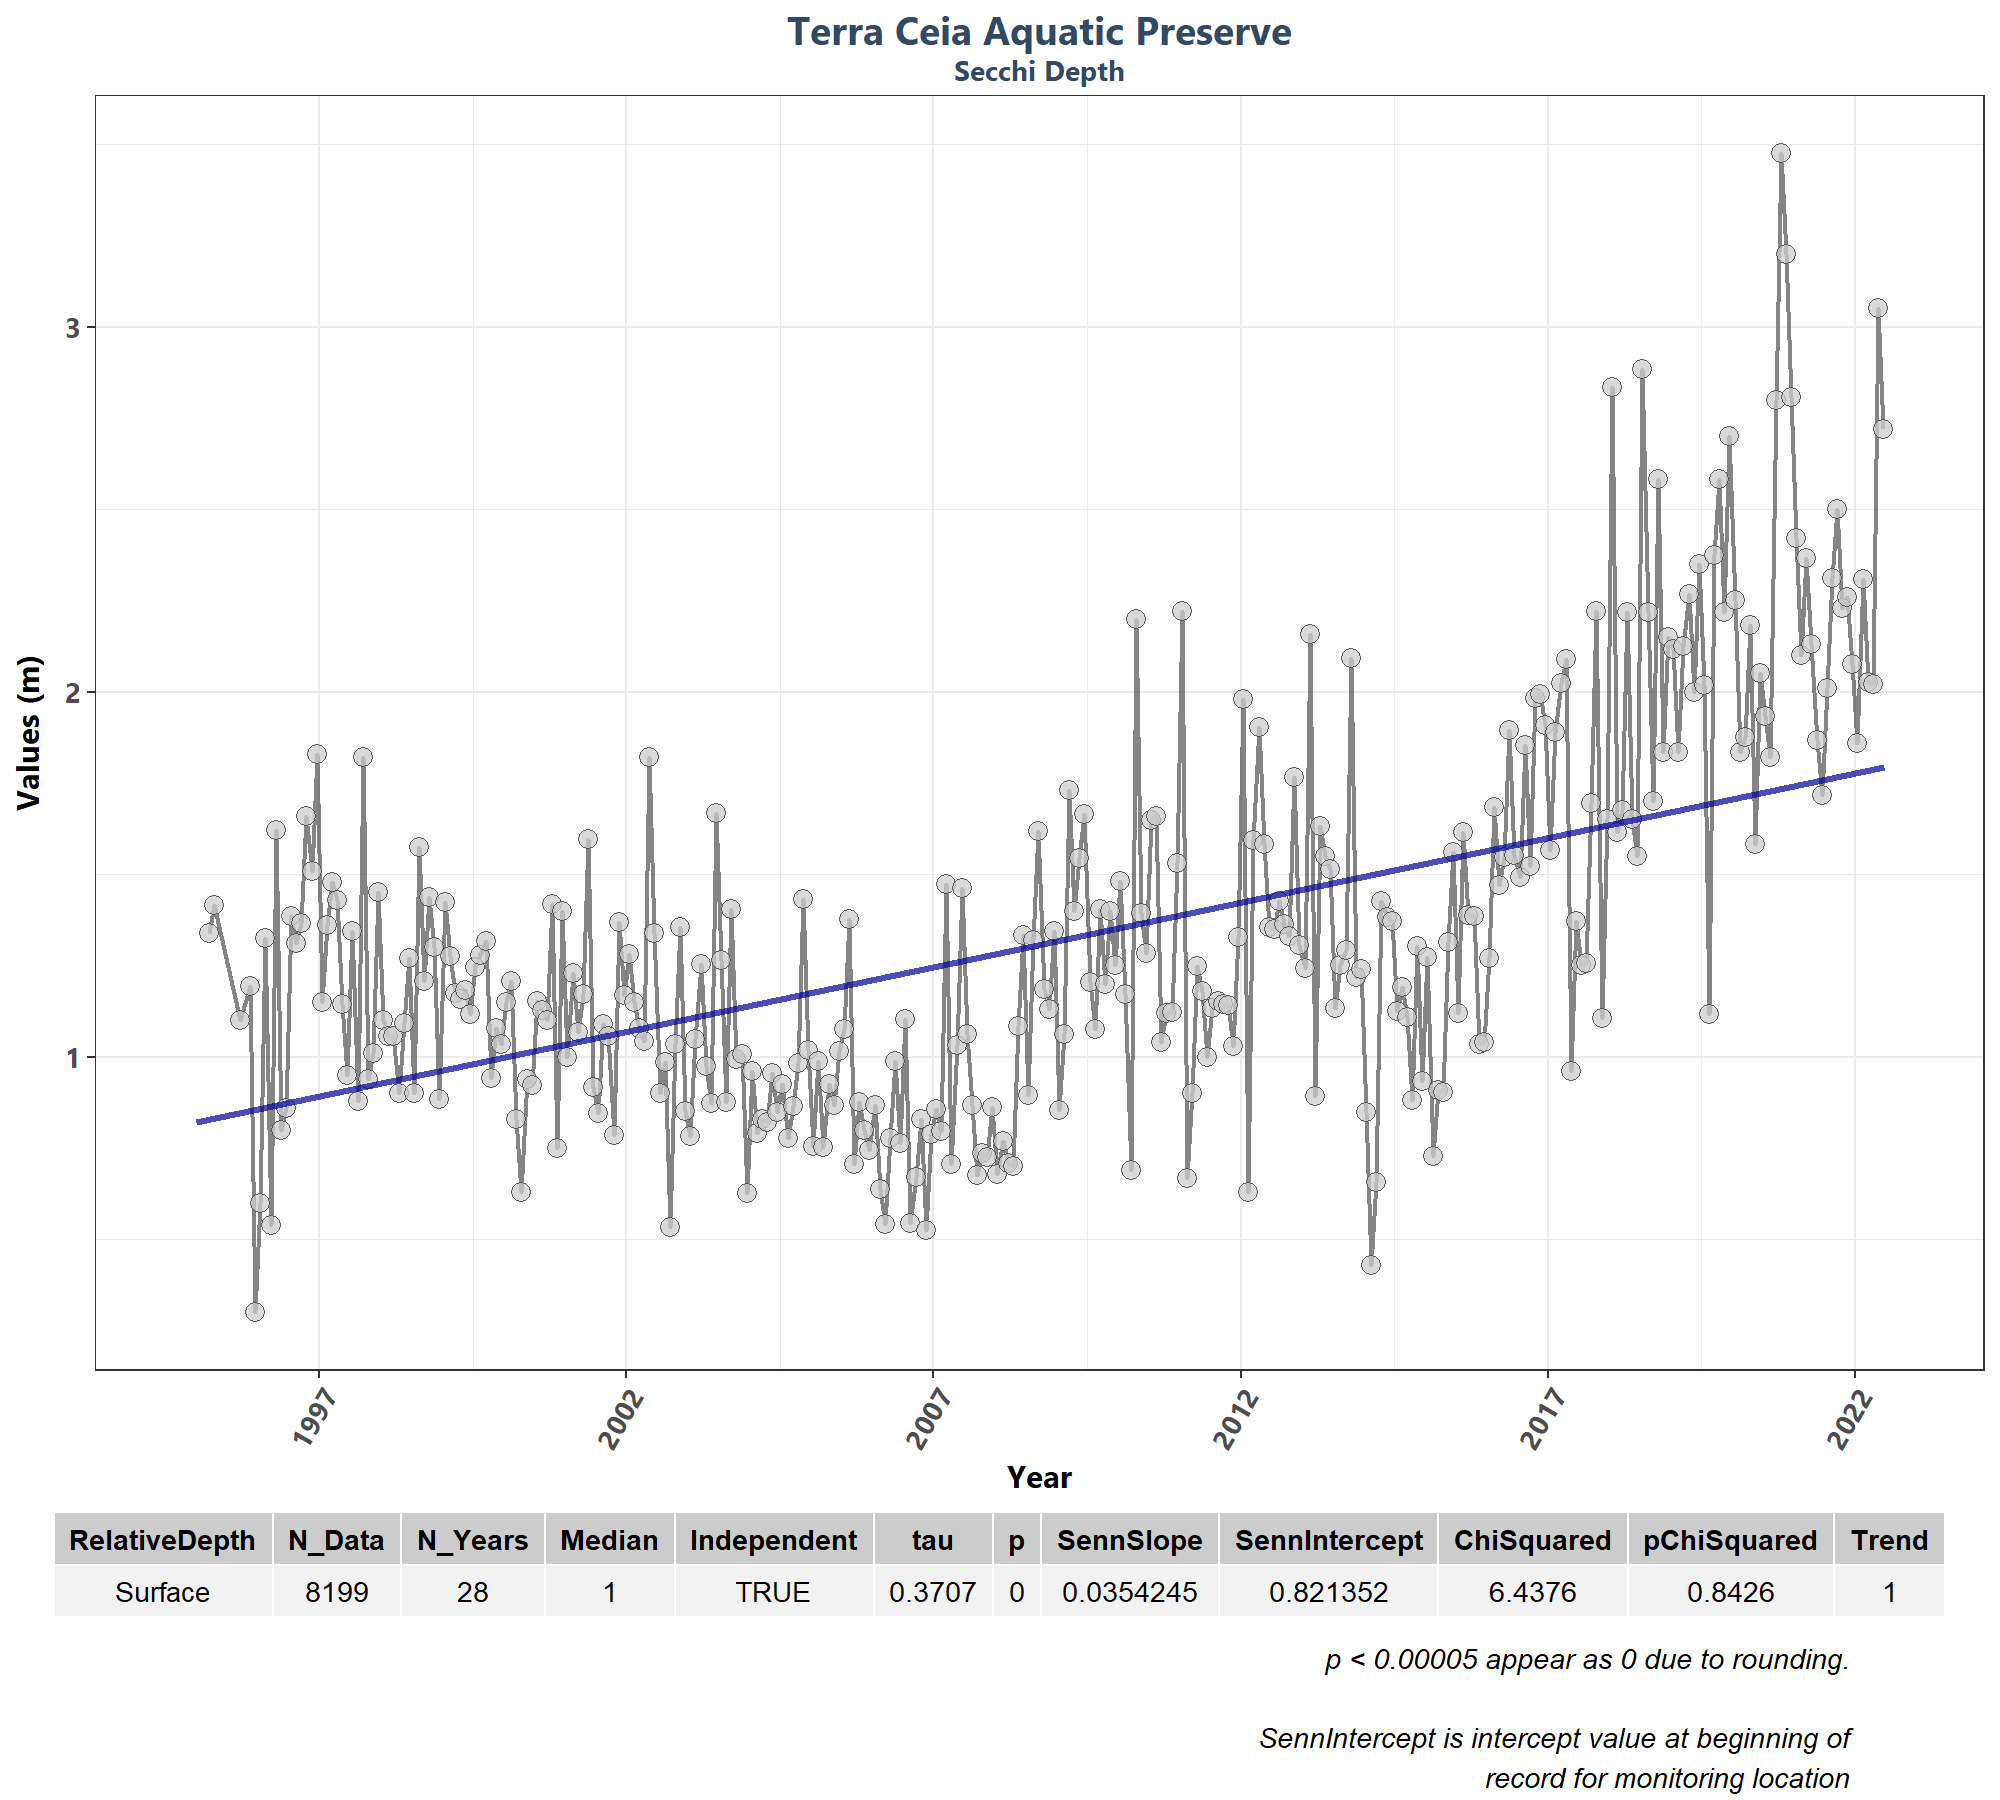 Terra Ceia Aquatic Preserve
Secchi Depth
Values (m)
3
2
1
1997 2002 2007 2012 2017 2022
Year
RelativeDepth N_Data N_Years Median Independent tau p SennSlope SennIntercept ChiSquared pChiSquared Trend
Surface 8199 28 1 TRUE 0.3707 0 0.0354245 0.821352 6.4376 0.8426 1
p < 0.00005 appear as 0 due to rounding.
SennIntercept is intercept value at beginning of
record for monitoring location